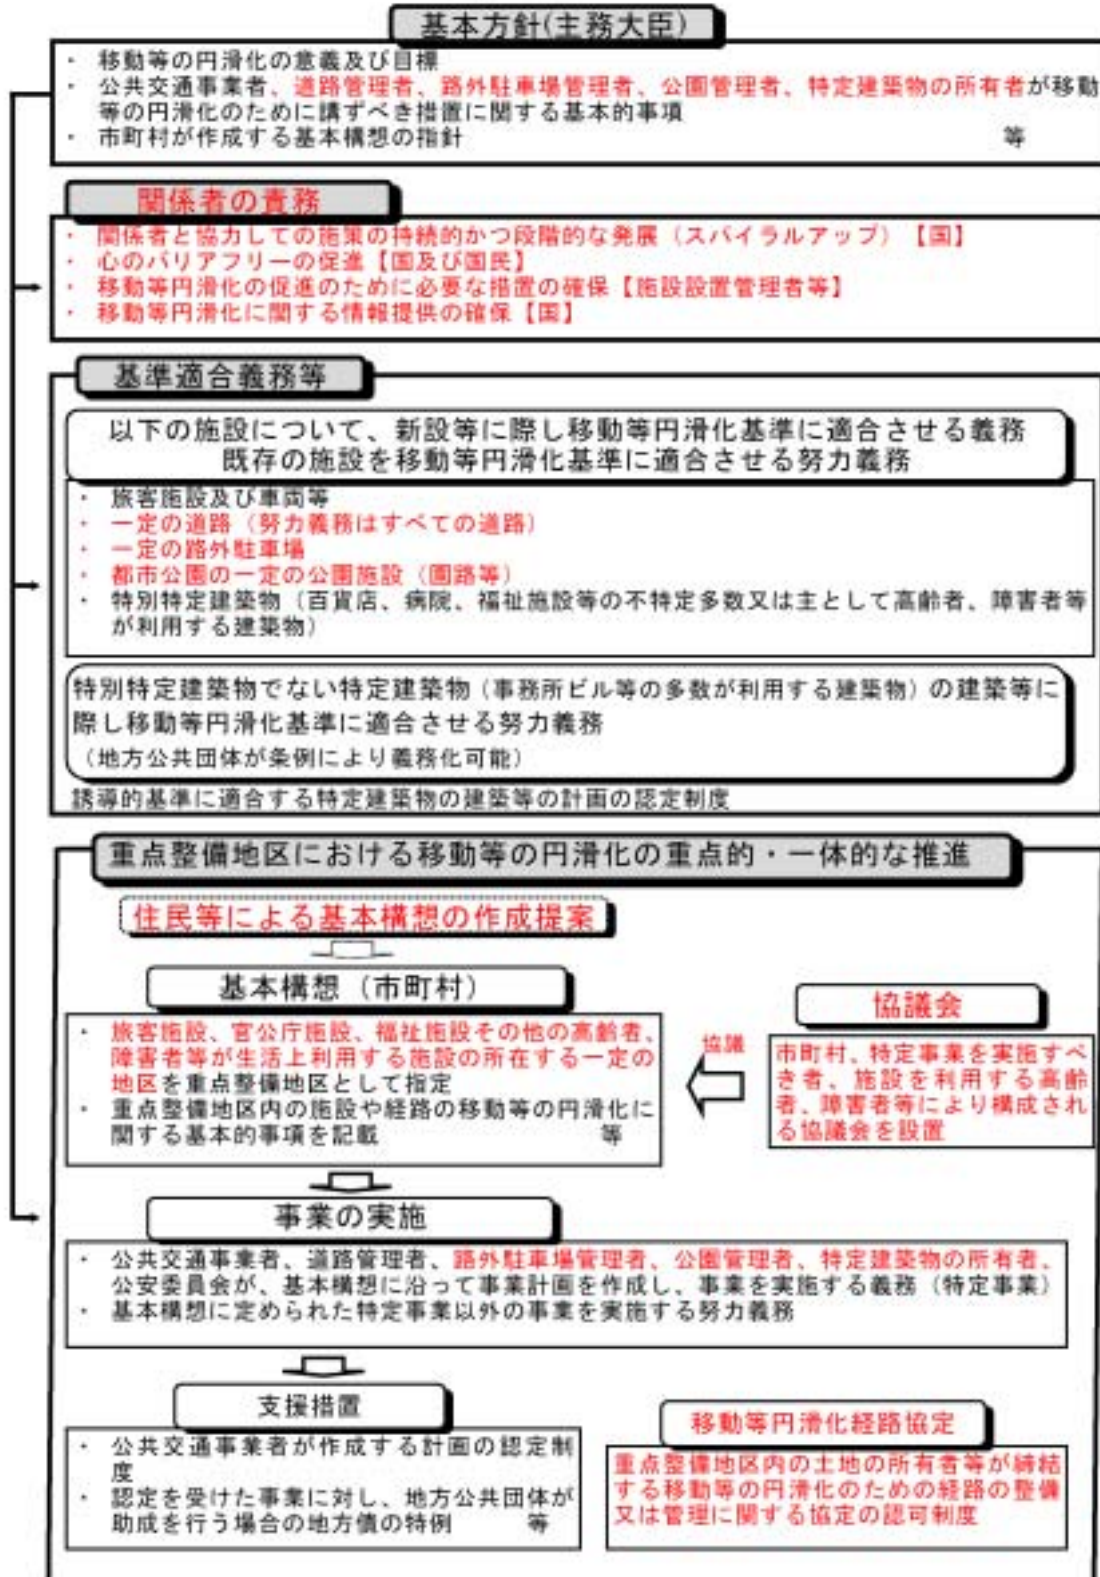 基本方針(主務大臣)
・ 移動等の円滑化の意義及び目標
・ 公共交通事業者、道路管理者、路外駐車場管理者、公園管理者、特定建築物の所有者が移動
等の円滑化のために講ずべき措置に関する基本的事項
・ 市町村が作成する基本構想の指針 等
関係者の責務
・ 関係者と協力しての施策の持続的かつ段階的な発展（スパイラルアップ）【国】
・ 心のバリアフリーの促進【国及び国民】
・ 移動等円滑化の促進のために必要な措置の確保【施設設置管理者等】
・ 移動等円滑化に関する情報提供の確保【国】
基準適合義務等
以下の施設について、新設等に際し移動等円滑化基準に適合させる義務
既存の施設を移動等円滑化基準に適合させる努力義務
・ 旅客施設及び車両等
・ 一定の道路（努力義務はすべての道路）
・ 一定の路外駐車場
・ 都市公園の一定の公園施設（園路等）
・ 特別特定建築物（百貨店、病院、福祉施設等の不特定多数又は主として高齢者、障害者等
が利用する建築物）
特別特定建築物でない特定建築物（事務所ビル等の多数が利用する建築物）の建築等に
際し移動等円滑化基準に適合させる努力義務
（地方公共団体が条例により義務化可能）
誘導的基準に適合する特定建築物の建築等の計画の認定制度
重点整備地区における移動等の円滑化の重点的・一体的な推進
住民等による基本構想の作成提案
基本構想（市町村）
・ 旅客施設、官公庁施設、福祉施設その他の高齢者、
障害者等が生活上利用する施設の所在する一定の
地区を重点整備地区として指定
・ 重点整備地区内の施設や経路の移動等の円滑化に
関する基本的事項を記載 等
協議
協議会
市町村、特定事業を実施すべ
き者、施設を利用する高齢
者、障害者等により構成され
る協議会を設置
事業の実施
・ 公共交通事業者、道路管理者、路外駐車場管理者、公園管理者、特定建築物の所有者、
公安委員会が、基本構想に沿って事業計画を作成し、事業を実施する義務（特定事業）
・ 基本構想に定められた特定事業以外の事業を実施する努力義務
支援措置
・ 公共交通事業者が作成する計画の認定制
度
・ 認定を受けた事業に対し、地方公共団体が
助成を行う場合の地方債の特例 等
移動等円滑化経路協定
重点整備地区内の土地の所有者等が締結
する移動等の円滑化のための経路の整備
又は管理に関する協定の認可制度